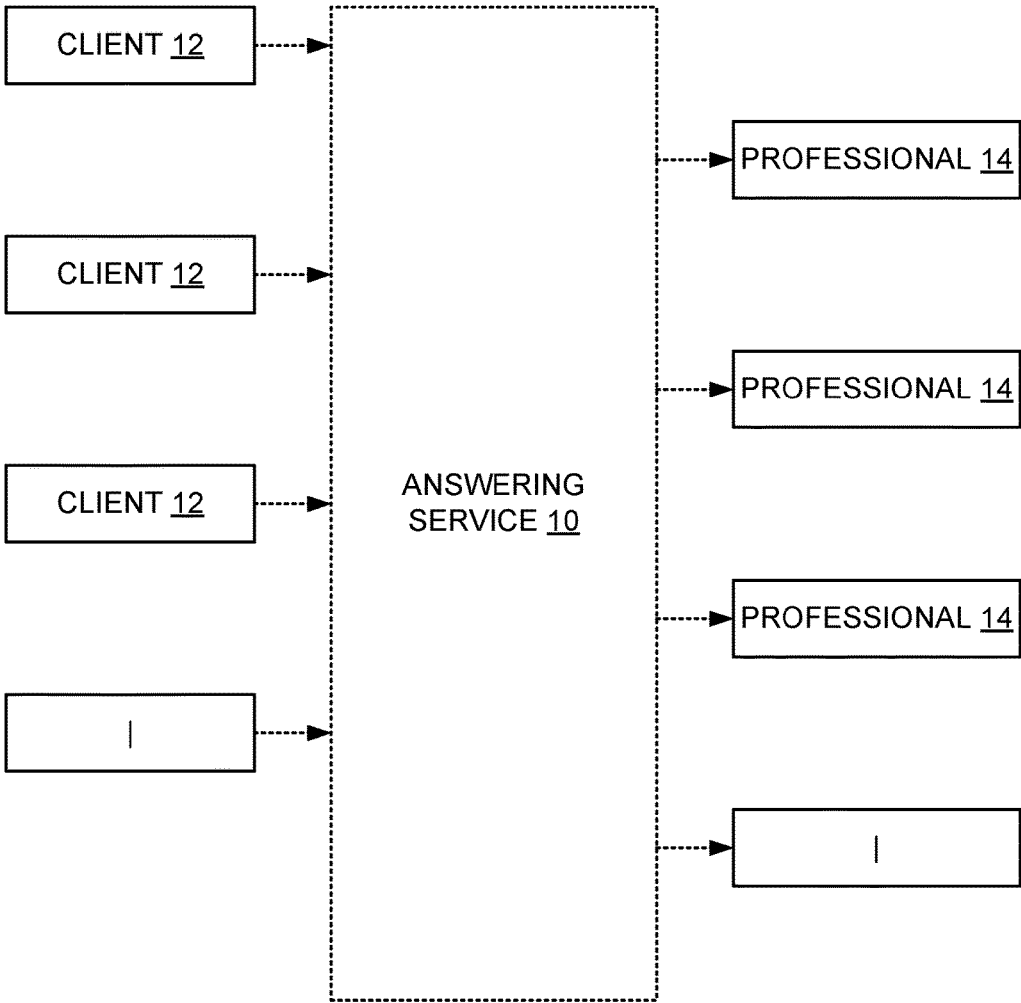 CLIENT 12
PROFESSIONAL 14
CLIENT 12
PROFESSIONAL 14
CLIENT 12
ANSWERING
SERVICE 10
PROFESSIONAL 14
|
|